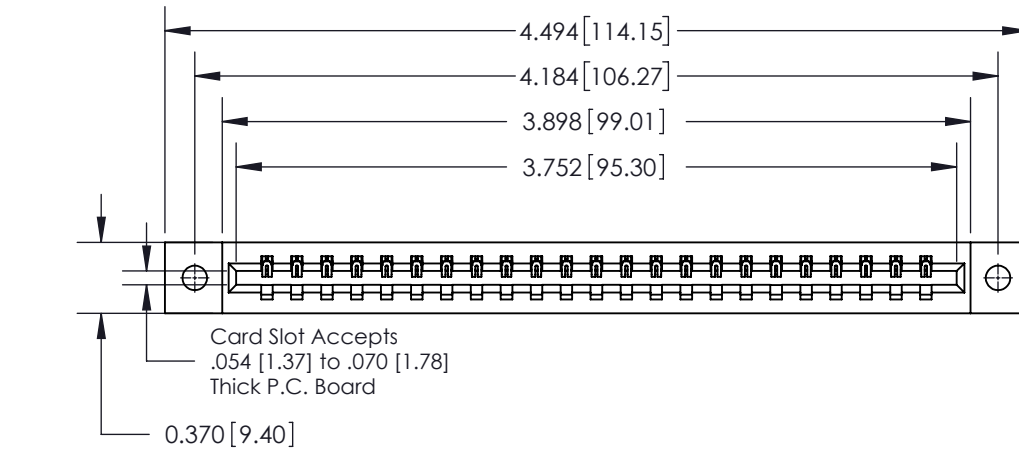 4.494 [114.15]
4.184 [106.27]
3.898 [99.01]
3.752 [95.30]
Card Slot Accepts
.054 [1.37] to .070 [1.78]
Thick P.C. Board
0.370 [9.40]